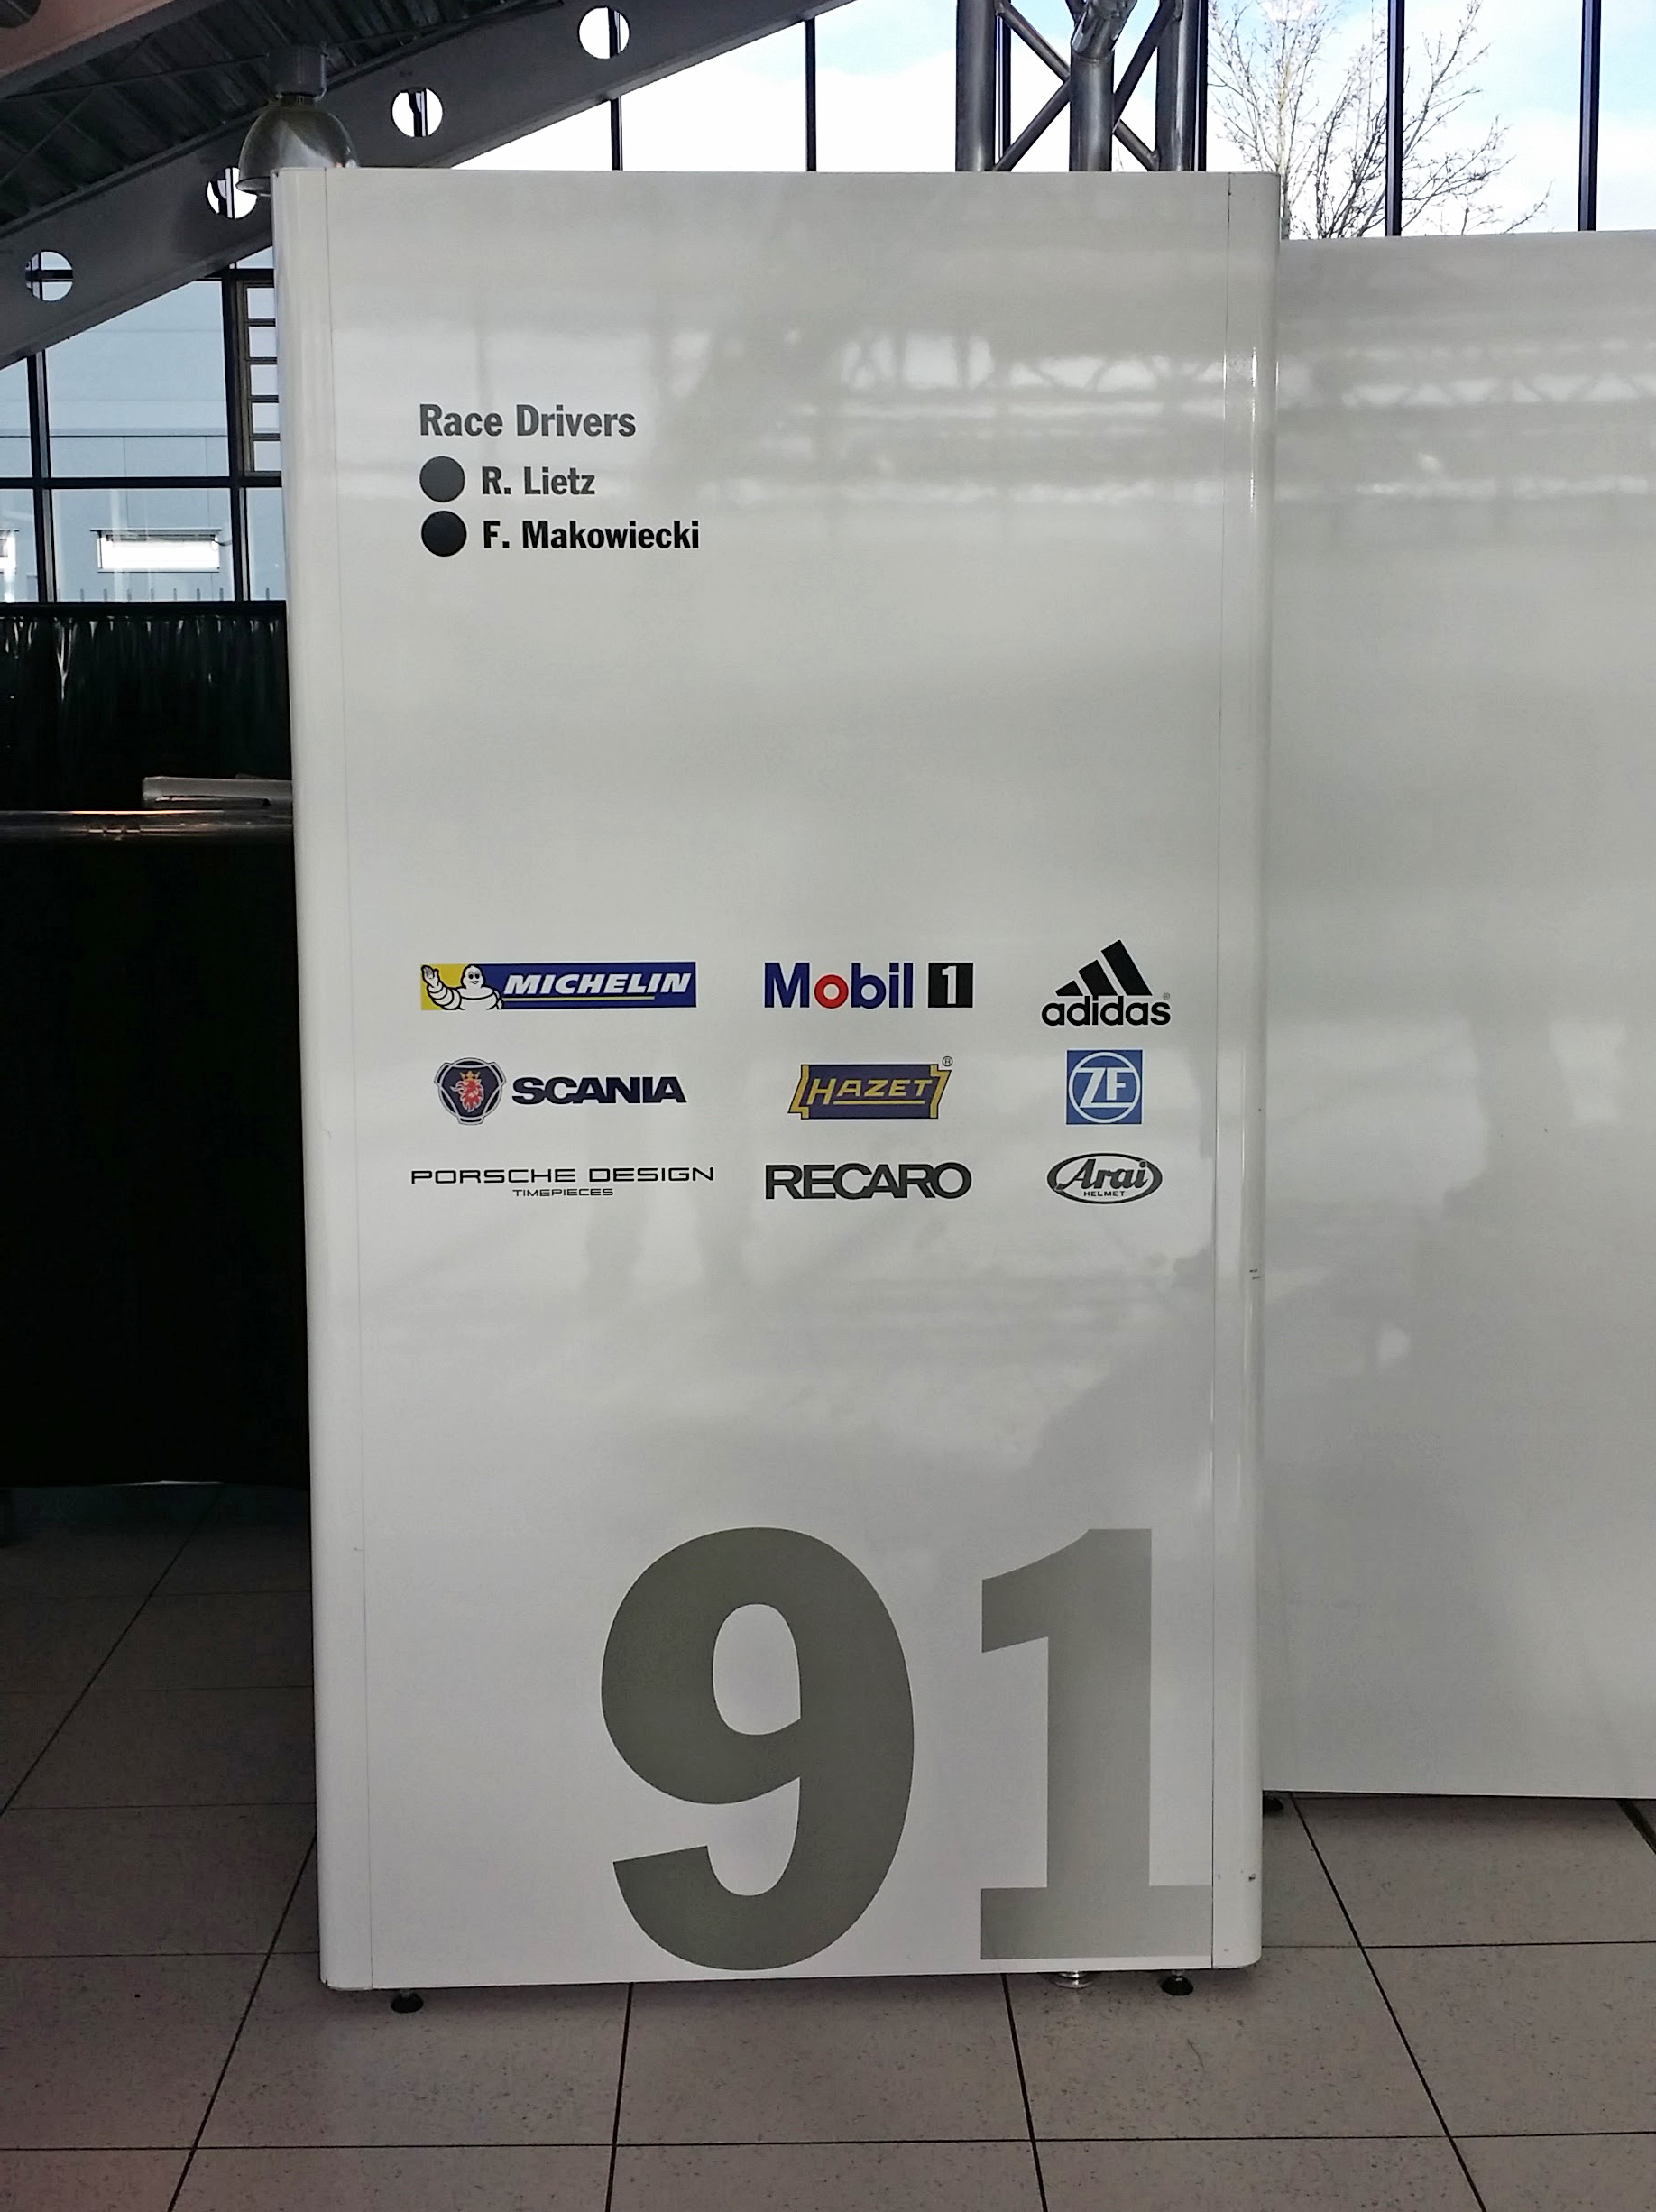 Race Drivers
R. Lietz
F. Makowiecki
MICHELIN Mobil 1 adidas®
SCANIA HAZET® ZF
PORSCHE DESIGN RECARO Arai
TIMEPIECES HELMET
91